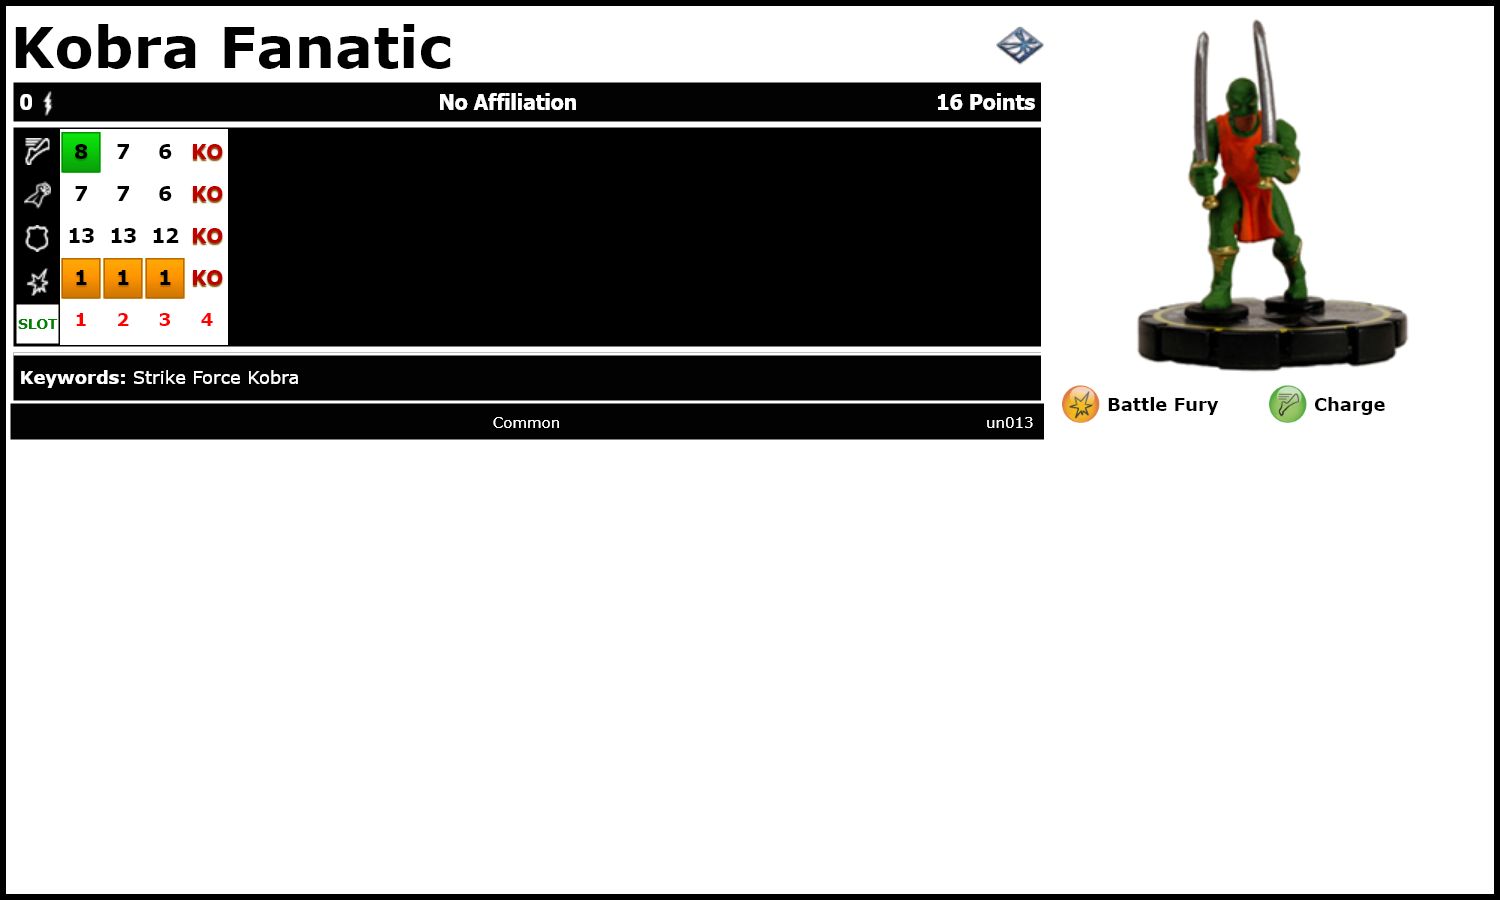 Kobra Fanatic
0 No Affiliation 16 Points
8 7 6 KO
7 7 6 KO
13 13 12 KO
1 1 1 KO
SLOT 1 2 3 4
Keywords: Strike Force Kobra
Common un013
Battle Fury Charge